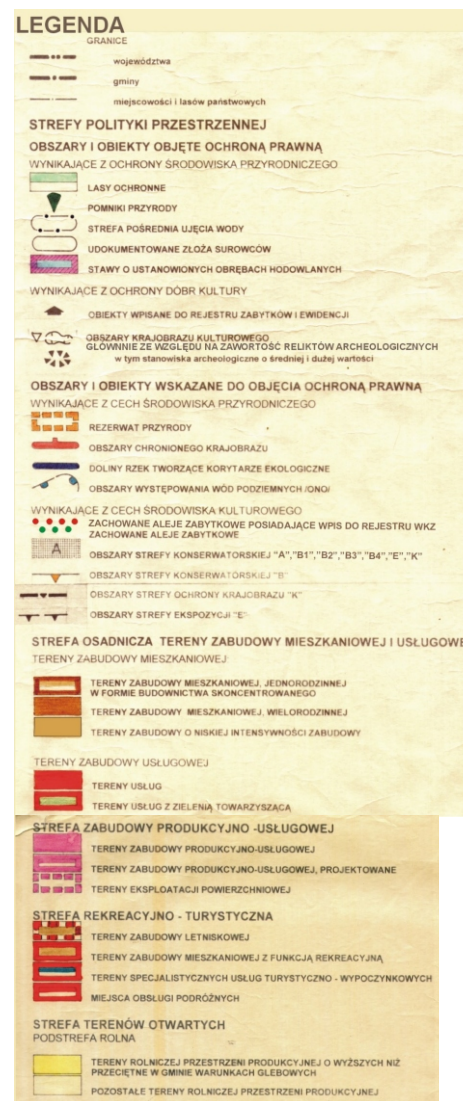 LEGENDA
GRANICE
województwa
gminy
miejscowości i lasów państwowych
STREFY POLITYKI PRZESTRZENNEJ
OBSZARY I OBIEKTY OBJĘTE OCHRONĄ PRAWNĄ
WYNIKAJĄCE Z OCHRONY ŚRODOWISKA PRZYRODNICZEGO
LASY OCHRONNE
POMNIKI PRZYRODY
STREFA POŚREDNIA UJĘCIA WODY
UDOKUMENTOWANE ZŁOŻA SUROWCÓW
STAWY O USTANOWIONYCH OBRĘBACH HODOWLANYCH
WYNIKAJĄCE Z OCHRONY DÓBR KULTURY
OBIEKTY WPISANE DO REJESTRU ZABYTKÓW I EWIDENCJI
OBSZARY KRAJOBRAZU KULTUROWEGO
GŁÓWNNIE ZE WZGLĘDU NA ZAWORTOŚĆ RELIKTÓW ARCHEOLOGICZNYCH
w tym stanowiska archeologiczne o średniej i dużej wartości
OBSZARY I OBIEKTY WSKAZANE DO OBJĘCIA OCHRONĄ PRAWNĄ
WYNIKAJĄCE Z CECH ŚRODOWISKA PRZYRODNICZEGO
REZERWAT PRZYRODY
OBSZARY CHRONIONEGO KRAJOBRAZU
DOLINY RZEK TWORZĄCE KORYTARZE EKOLOGICZNE
OBSZARY WYSTĘPOWANIA WÓD PODZIEMNYCH /ONO/
WYNIKAJĄCE Z CECH ŚRODOWISKA KULTUROWEGO
ZACHOWANE ALEJE ZABYTKOWE POSIADAJĄCE WPIS DO REJESTRU WKZ
ZACHOWANE ALEJE ZABYTKOWE
A OBSZARY STREFY KONSERWATORSKIEJ "A","B1","B2","B3","B4","E","K"
OBSZARY STREFY KONSERWATORSKIEJ "B"
OBSZARY STREFY OCHRONY KRAJOBRAZU "K"
OBSZARY STREFY EKSPOZYCJI "E"
STREFA OSADNICZA TERENY ZABUDOWY MIESZKANIOWEJ I USŁUGOWE
TERENY ZABUDOWY MIESZKANIOWEJ
TERENY ZABUDOWY MIESZKANIOWEJ, JEDNORODZINNEJ
W FORMIE BUDOWNICTWA SKONCENTROWANEGO
TERENY ZABUDOWY MIESZKANIOWEJ, WIELORODZINNEJ
TERENY ZABUDOWY O NISKIEJ INTENSYWNOŚCI ZABUDOWY
TERENY ZABUDOWY USŁUGOWEJ
TERENY USŁUG
TERENY USŁUG Z ZIELENIĄ TOWARZYSZĄCĄ
STREFA ZABUDOWY PRODUKCYJNO -USŁUGOWEJ
TERENY ZABUDOWY PRODUKCYJNO-USŁUGOWEJ
TERENY ZABUDOWY PRODUKCYJNO-USŁUGOWEJ, PROJEKTOWANE
TERENY EKSPLOATACJI POWIERZCHNIOWEJ
STREFA REKREACYJNO - TURYSTYCZNA
TERENY ZABUDOWY LETNISKOWEJ
TERENY ZABUDOWY MIESZKANIOWEJ Z FUNKCJĄ REKREACYJNĄ
TERENY SPECJALISTYCZNYCH USŁUG TURYSTYCZNO - WYPOCZYNKOWYCH
MIEJSCA OBSŁUGI PODRÓŻNYCH
STREFA TERENÓW OTWARTYCH
PODSTREFA ROLNA
TERENY ROLNICZEJ PRZESTRZENI PRODUKCYJNEJ O WYŻSZYCH NIŻ
PRZECIĘTNE W GMINIE WARUNKACH GLEBOWYCH
POZOSTAŁE TERENY ROLNICZEJ PRZESTRZENI PRODUKCYJNEJ